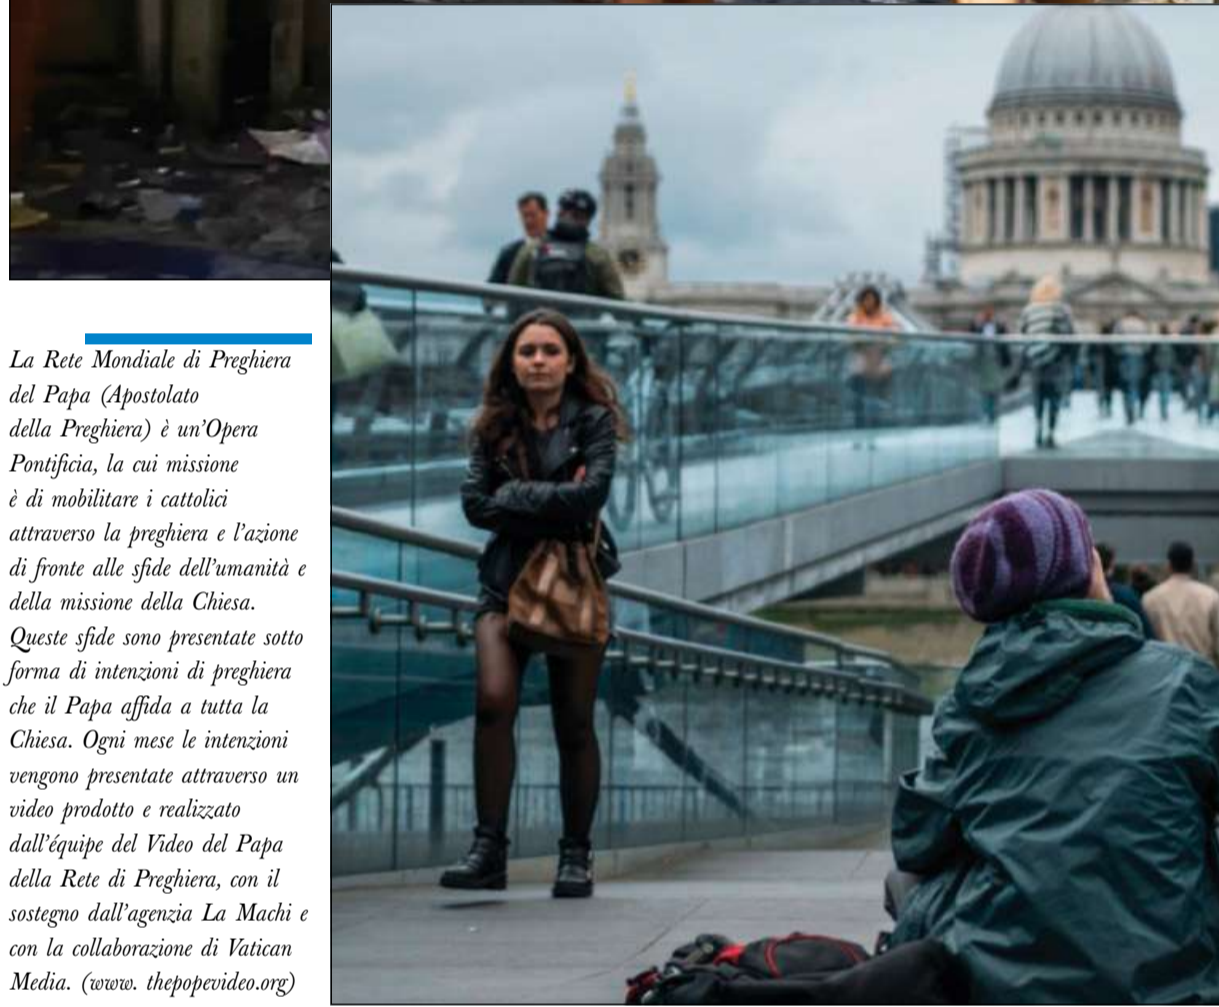 La Rete Mondiale di Preghiera
del Papa (Apostolato
della Preghiera) è un’Opera
Pontificia, la cui missione
è di mobilitare i cattolici
attraverso la preghiera e l’azione
di fronte alle sfide dell’umanità e
della missione della Chiesa.
Queste sfide sono presentate sotto
forma di intenzioni di preghiera
che il Papa affida a tutta la
Chiesa. Ogni mese le intenzioni
vengono presentate attraverso un
video prodotto e realizzato
dall’équipe del Video del Papa
della Rete di Preghiera, con il
sostegno dall’agenzia La Machi e
con la collaborazione di Vatican
Media. (www. thepopevideo.org)